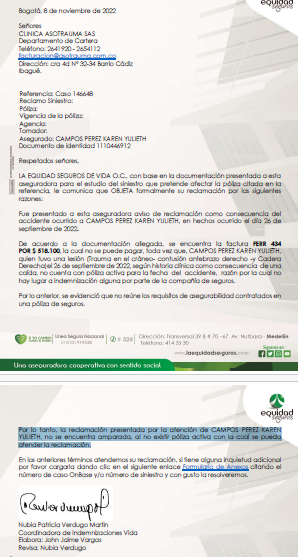 equidad
seguros
Bogotá, 8 de noviembre de 2022
Señores
CLINICA ASOTRAUMA SAS
Departamento de Cartera
Teléfono: 2641920 - 2654112
facturacion@asotrauma.com.co
Dirección: cra 4d N° 32-34 Barrio Cádiz
Ibagué.
Referencia: Caso 146648
Reclamo Siniestro:
Póliza:
Vigencia de la póliza:
Agencia:
Tomador:
Asegurado: CAMPOS PEREZ KAREN YULIETH
Documento de identidad 1110446912
Respetados señores,
LA EQUIDAD SEGUROS DE VIDA O.C., con base en la documentación presentada a esta
aseguradora para el estudio del siniestro que pretende afectar la póliza citada en la
referencia, le comunica que OBJETA formalmente su reclamación por las siguientes
razones:
Fue presentado a esta aseguradora aviso de reclamación como consecuencia del
accidente ocurrido a CAMPOS PEREZ KAREN YULIETH, en hechos ocurrido el día 26 de
septiembre de 2022.
De acuerdo a la documentación allegada, se encuentra la factura FERR 434
POR $ 818.100, la cual no se puede pagar, toda vez que, CAMPOS PEREZ KAREN YULIETH,
quien tuvo una lesión (Trauma en el cráneo- contusión antebrazo derecho -y Cadera
Derecho)el 26 de septiembre de 2022, según historia clínica como consecuencia de una
caída, no cuenta con póliza activa para la fecha del accidente, razón por la cual no
hay lugar a indemnización alguna por parte de la compañía de seguros.
Por lo anterior, se evidenció que no reúne los requisitos de asegurabilidad contratados en
una póliza de seguros.
Línea Segura Nacional
# 324
Dirección: Transversal 39 B # 70 -67 Av. Nutibara - Medellín
Teléfono: 414 33 30
www.laequidadseguros.coop
Síguenos en:
Una aseguradora cooperativa con sentido social
equidad
seguros
Por lo tanto, la reclamación presentada por la atención de CAMPOS PEREZ KAREN
YULIETH, no se encuentra amparada, al no existir póliza activa con la cual se pueda
atender la reclamación.
En los anteriores términos atendemos su reclamación, si tiene alguna inquietud adicional
por favor cargarla dando clic en el siguiente enlace Formulario de Anexos citando el
número de caso OnBase y/o número de siniestro y con gusto la resolveremos.
Nubia Patricia Verdugo Martin
Coordinadora de Indemnizaciones Vida
Elabora: John Jaime Vargas
Revisa: Nubia Verdugo